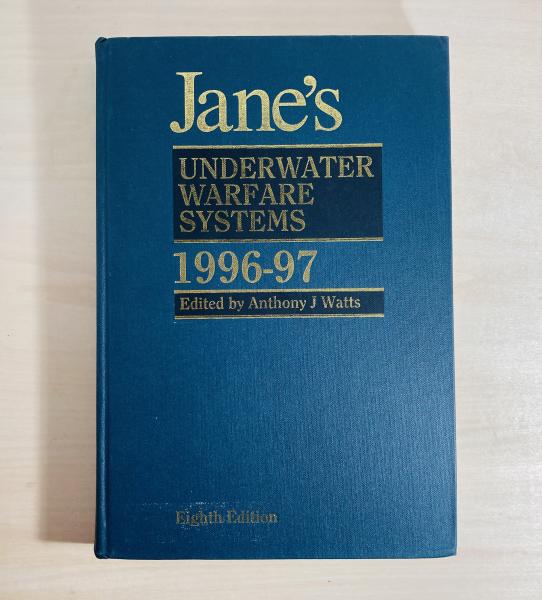 Jane's
UNDERWATER
WARFARE
SYSTEMS
1996-97
Edited by Anthony J Watts
Eighth Edition